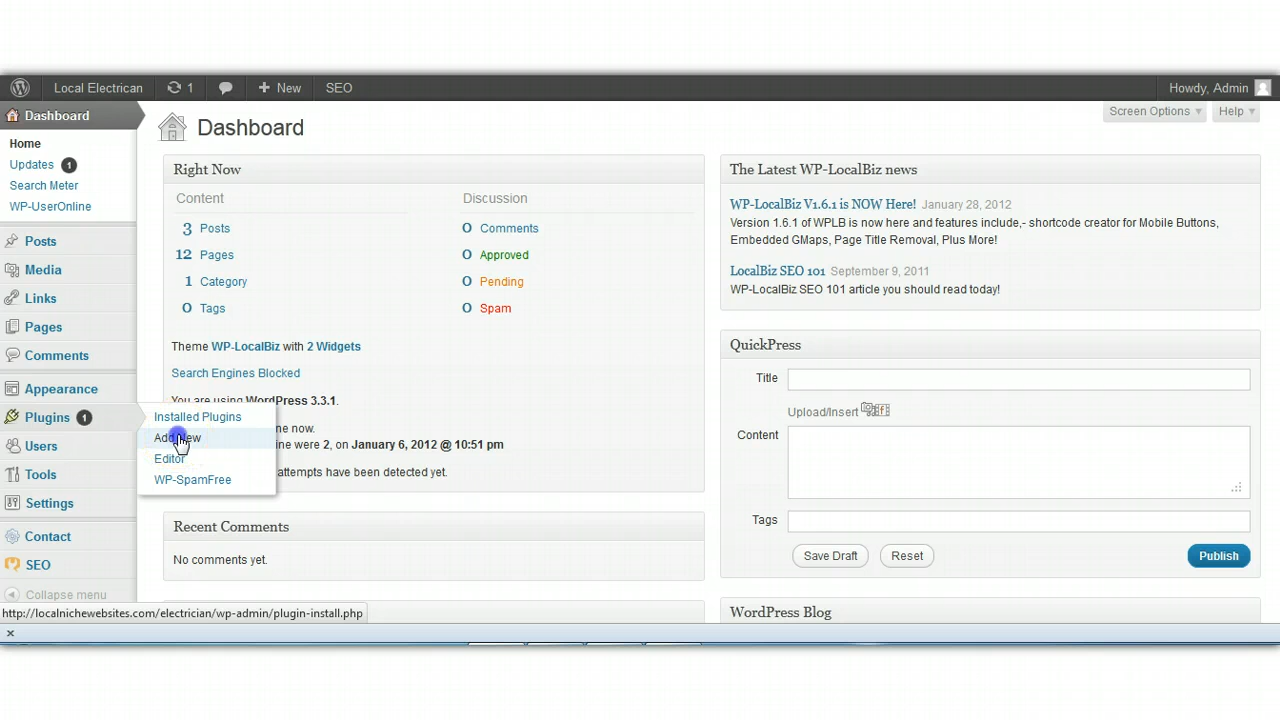 Local Electrican
1
New
SEO
Howdy, Admin
Dashboard
Home
Updates 1
Search Meter
WP-UserOnline
Posts
Media
Links
Pages
Comments
Appearance
Plugins 1
Users
Tools
Settings
Contact
SEO
Collapse menu
Installed Plugins
Add New
Editor
WP-SpamFree
Screen Options
Help
Dashboard
Right Now
Content
Discussion
3 Posts
0 Comments
12 Pages
0 Approved
1 Category
0 Pending
0 Tags
0 Spam
Theme WP-LocalBiz with 2 Widgets
Search Engines Blocked
You are using WordPress 3.3.1.
ne now.
ine were 2, on January 6, 2012 @ 10:51 pm
attempts have been detected yet.
Recent Comments
No comments yet.
The Latest WP-LocalBiz news
WP-LocalBiz V1.6.1 is NOW Here! January 28, 2012
Version 1.6.1 of WPLB is now here and features include,- shortcode creator for Mobile Buttons,
Embedded GMaps, Page Title Removal, Plus More!
LocalBiz SEO 101 September 9, 2011
WP-LocalBiz SEO 101 article you should read today!
QuickPress
Title
Upload/Insert
Content
Tags
Save Draft
Reset
Publish
WordPress Blog
http://localnichewebsites.com/electrician/wp-admin/plugin-install.php